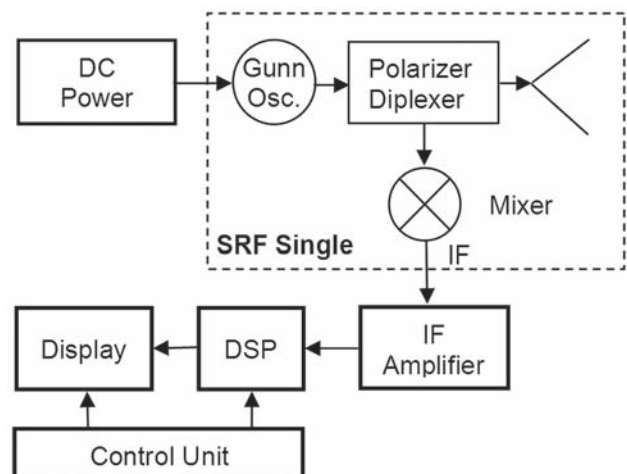 DC
Power
Gunn
Osc.
Polarizer
Diplexer
Mixer
SRF Single
IF
Display
DSP
IF
Amplifier
Control Unit